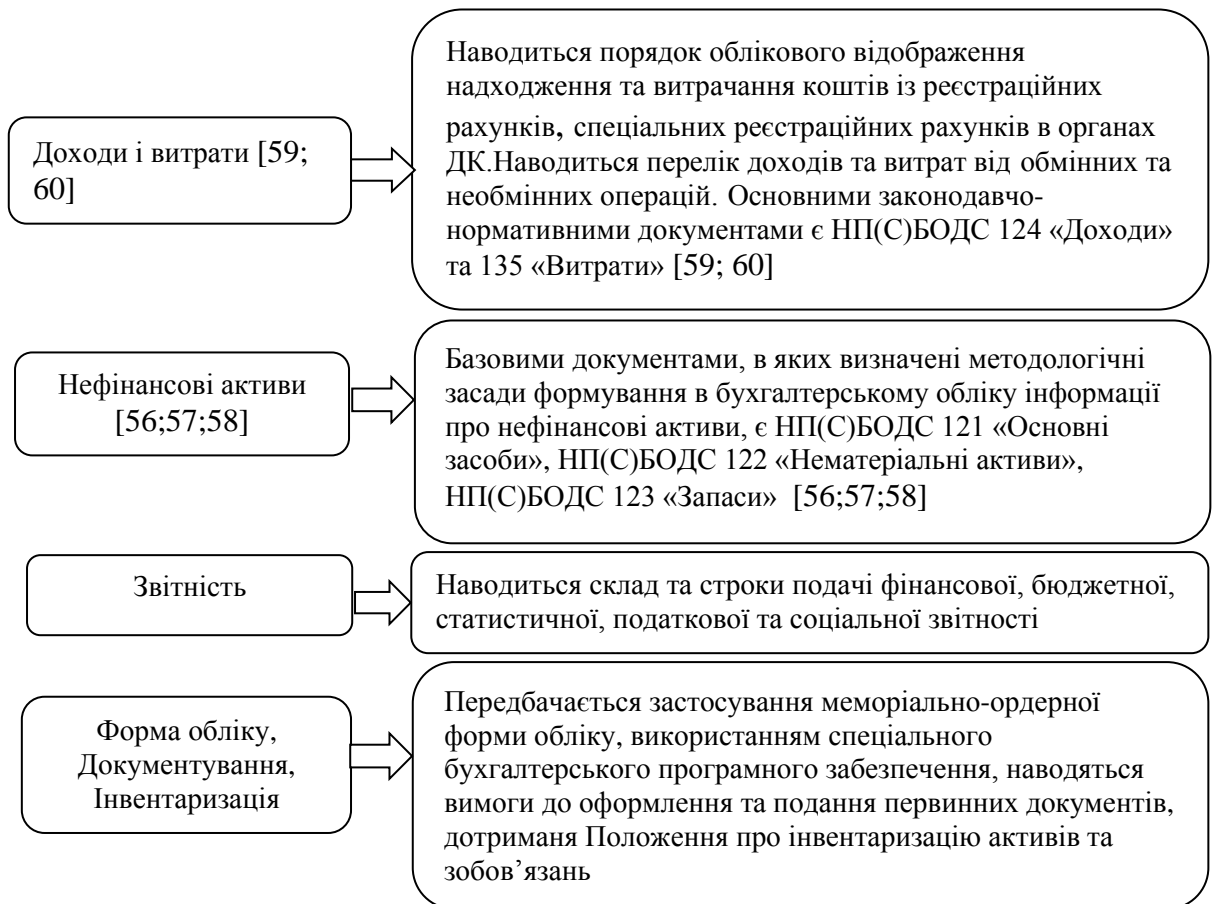 Доходи і витрати [59;
60]
Наводиться порядок облікового відображення
надходження та витрачання коштів із реєстраційних
рахунків, спеціальних реєстраційних рахунків в органах
ДК.Наводиться перелік доходів та витрат від обмінних та
необмінних операцій. Основними законодавчо-
нормативними документами є НП(С)БОДС 124 «Доходи»
та 135 «Витрати» [59; 60]
Нефінансові активи
[56;57;58]
Базовими документами, в яких визначені методологічні
засади формування в бухгалтерському обліку інформації
про нефінансові активи, є НП(С)БОДС 121 «Основні
засоби», НП(С)БОДС 122 «Нематеріальні активи»,
НП(С)БОДС 123 «Запаси» [56;57;58]
Звітність
Наводиться склад та строки подачі фінансової, бюджетної,
статистичної, податкової та соціальної звітності
Форма обліку,
Документування,
Інвентаризація
Передбачається застосування меморіально-ордерної
форми обліку, використанням спеціального
бухгалтерського програмного забезпечення, наводяться
вимоги до оформлення та подання первинних документів,
дотриманя Положення про інвентаризацію активів та
зобов’язань